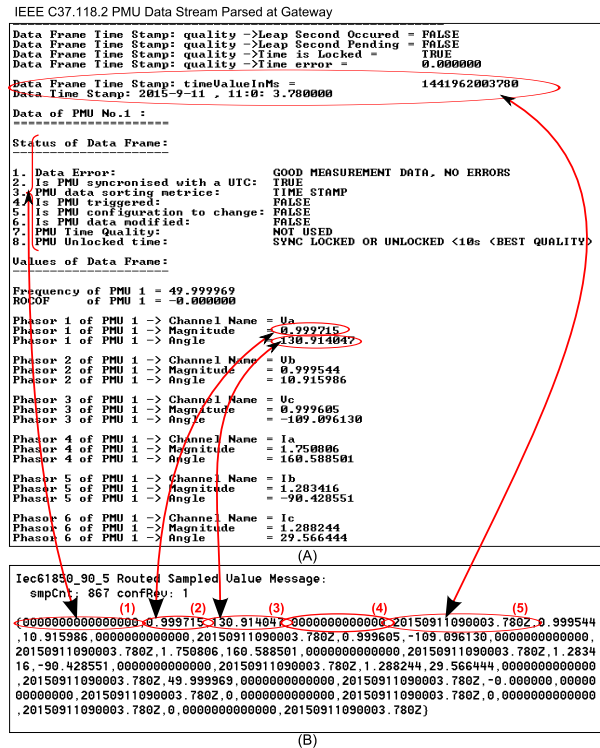 IEEE C37.118.2 PMU Data Stream Parsed at Gateway
Data Frame Time Stamp: quality ->Leap Second Occured = FALSE
Data Frame Time Stamp: quality ->Leap Second Pending = FALSE
Data Frame Time Stamp: quality ->Time is Locked = TRUE
Data Frame Time Stamp: quality ->Time error = 0.000000
Data Frame Time Stamp: timeValueInMs = 1441962003780
Data Time Stamp: 2015-9-11 , 11:0: 3.780000
Data of PMU No.1 :
=====================
Status of Data Frame:
---------------------
1. Data Error: GOOD MEASUREMENT DATA, NO ERRORS
2. Is PMU syncronised with a UTC: TRUE
3. PMU data sorting metrice: TIME STAMP
4. Is PMU triggered: FALSE
5. Is PMU configuration to change: FALSE
6. Is PMU data modified: FALSE
7. PMU Time Quality: NOT USED
8. PMU Unlocked time: SYNC LOCKED OR UNLOCKED <10s (BEST QUALITY)
---------------------
Values of Data Frame:
---------------------
Frequency of PMU 1 = 49.999969
ROCOF of PMU 1 = -0.000000
Phasor 1 of PMU 1 -> Channel Name = Va
Phasor 1 of PMU 1 -> Magnitude = 0.999715
Phasor 1 of PMU 1 -> Angle = 130.914047
Phasor 2 of PMU 1 -> Channel Name = Vb
Phasor 2 of PMU 1 -> Magnitude = 0.999544
Phasor 2 of PMU 1 -> Angle = 10.915986
Phasor 3 of PMU 1 -> Channel Name = Vc
Phasor 3 of PMU 1 -> Magnitude = 0.999605
Phasor 3 of PMU 1 -> Angle = -109.096130
Phasor 4 of PMU 1 -> Channel Name = Ia
Phasor 4 of PMU 1 -> Magnitude = 1.750806
Phasor 4 of PMU 1 -> Angle = 160.588501
Phasor 5 of PMU 1 -> Channel Name = Ib
Phasor 5 of PMU 1 -> Magnitude = 1.283416
Phasor 5 of PMU 1 -> Angle = -90.428551
Phasor 6 of PMU 1 -> Channel Name = Ic
Phasor 6 of PMU 1 -> Magnitude = 1.288244
Phasor 6 of PMU 1 -> Angle = 29.566444
(A)
Iec61850_90_5 Routed Sampled Value Message:
smpCnt: 867 confRev: 1
(1) (2) (3) (4) (5)
{0000000000000000,0.999715,130.914047,0000000000000,20150911090003.780Z,0.999544
,10.915986,0000000000000,20150911090003.780Z,0.999605,-109.096130,0000000000000,
20150911090003.780Z,1.750806,160.588501,0000000000000,20150911090003.780Z,1.2834
16,-90.428551,0000000000000,20150911090003.780Z,1.288244,29.566444,0000000000000
,20150911090003.780Z,49.999969,0000000000000,20150911090003.780Z,-0.000000,00000
00000000,20150911090003.780Z,0,0000000000000,20150911090003.780Z,0,0000000000000
,20150911090003.780Z,0,0000000000000,20150911090003.780Z}
(B)